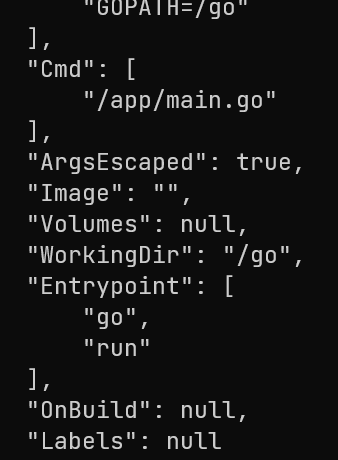 "GOPATH=/go"
],
"Cmd": [
"/app/main.go"
],
"ArgsEscaped": true,
"Image": "",
"Volumes": null,
"WorkingDir": "/go",
"Entrypoint": [
"go",
"run"
],
"OnBuild": null,
"Labels": null